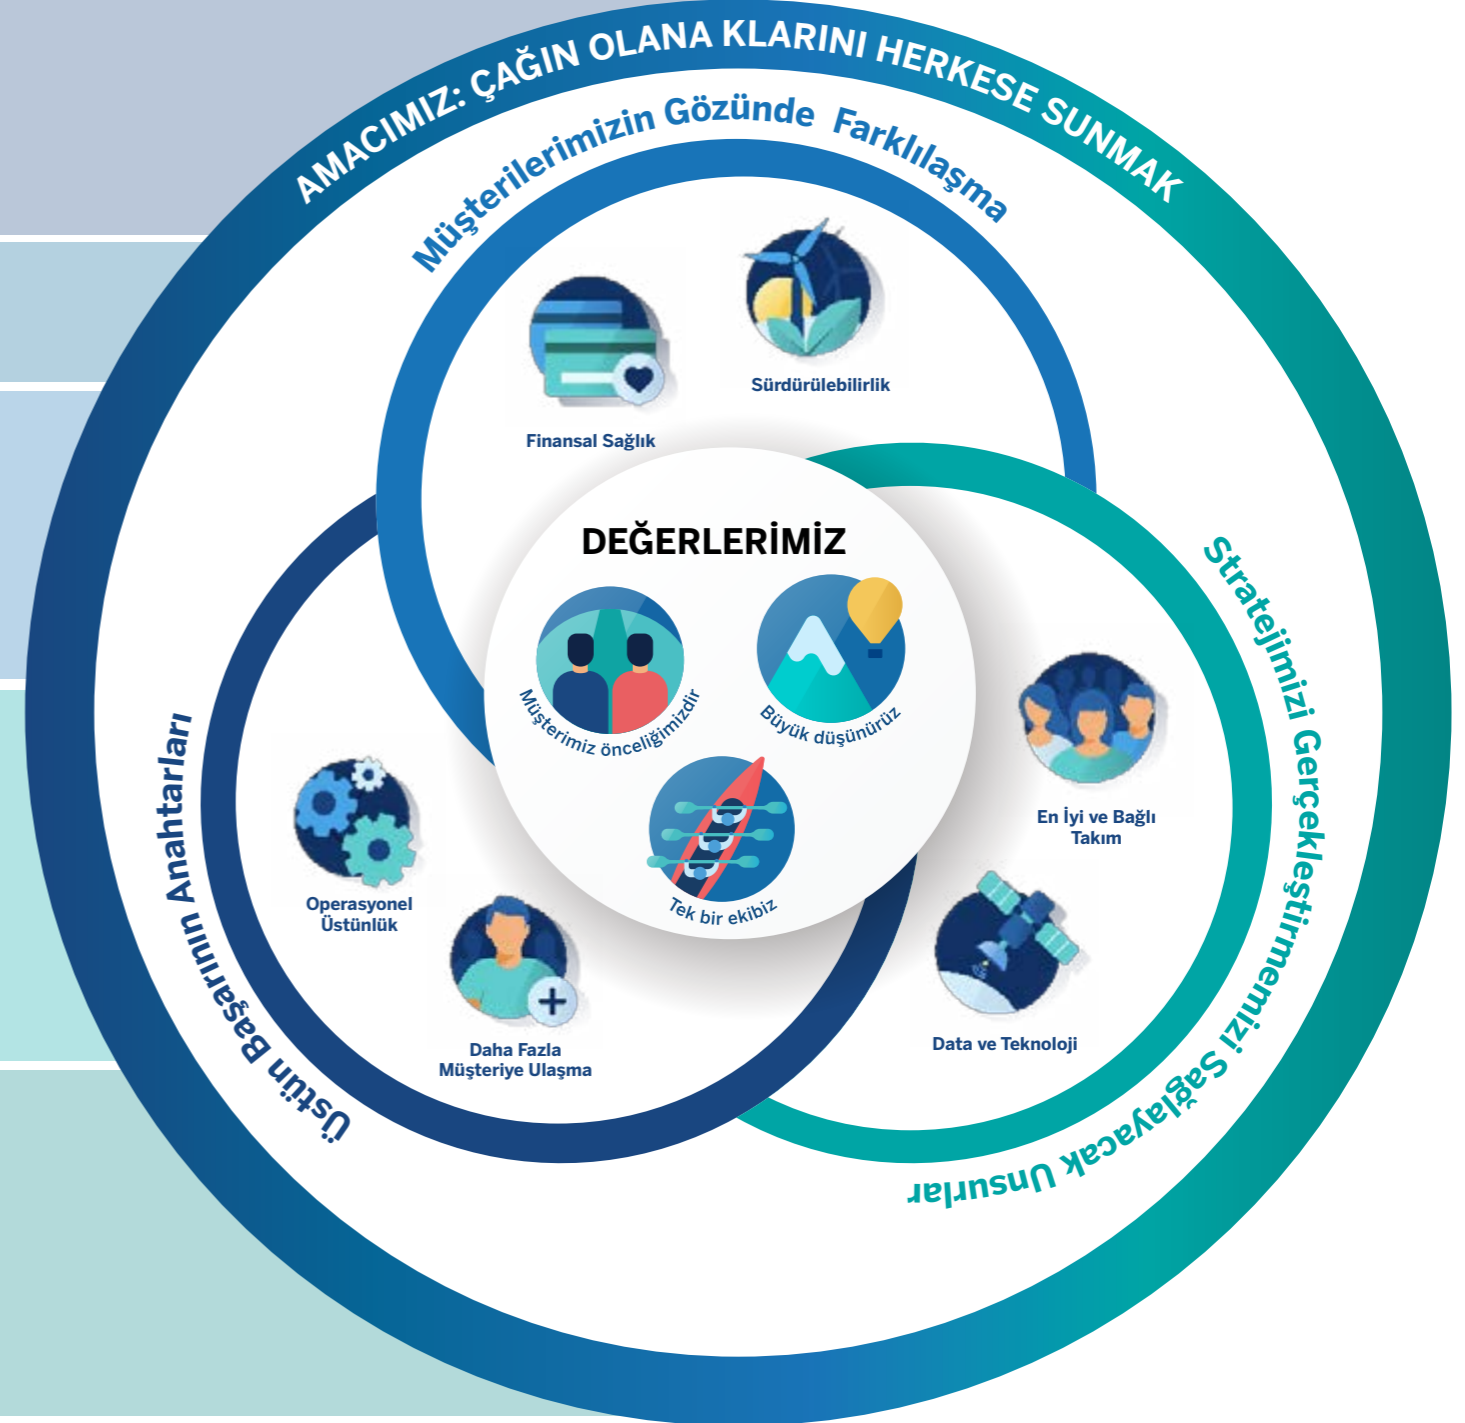 AMACIMIZ: ÇAĞIN OLANA KLARINI HERKESE SUNMAK
Müşterilerimizin Gözünde Farklılaşma
Sürdürülebilirlik
Finansal Sağlık
DEĞERLERİMİZ
Müşterimiz önceliğimizdir
Büyük düşünürüz
Tek bir ekibiz
Stratejimizi Gerçekleştirmemizi Sağlayacak Unsurlar
En İyi ve Bağlı
Takım
Data ve Teknoloji
Üstün Başarının Anahtarları
Operasyonel
Üstünlük
Daha Fazla
Müşteriye Ulaşma